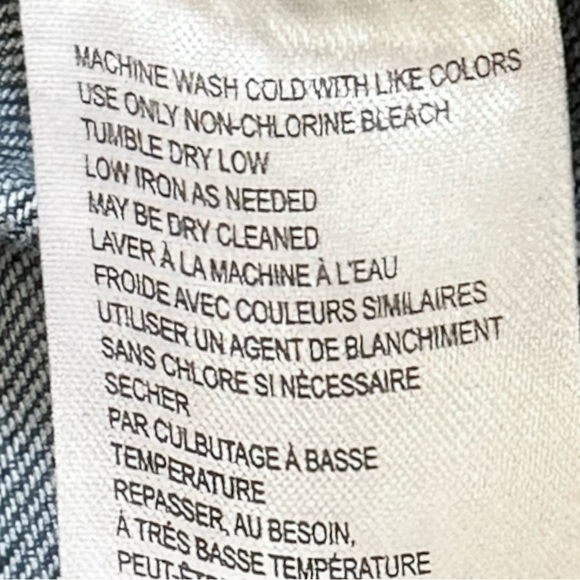 MACHINE WASH COLD WITH LIKE COLORS
USE ONLY NON-CHLORINE BLEACH
TUMBLE DRY LOW
LOW IRON AS NEEDED
MAY BE DRY CLEANED
LAVER À LA MACHINE À L'EAU
FROIDE AVEC COULEURS SIMILAIRES
UTILISER UN AGENT DE BLANCHIMENT
SANS CHLORE SI NÈCESSAIRE
SECHER
PAR CULBUTAGE À BASSE
TEMPERATURE
REPASSER, AU BESOIN,
À TRÉS BASSE TEMPÉRATURE